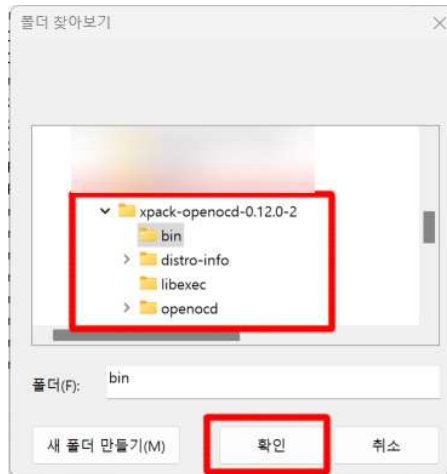 폴더 찾아보기
xpack-openocd-0.12.0-2
bin
distro-info
libexec
openocd
폴더(F):
bin
새 폴더 만들기(M)
확인
취소